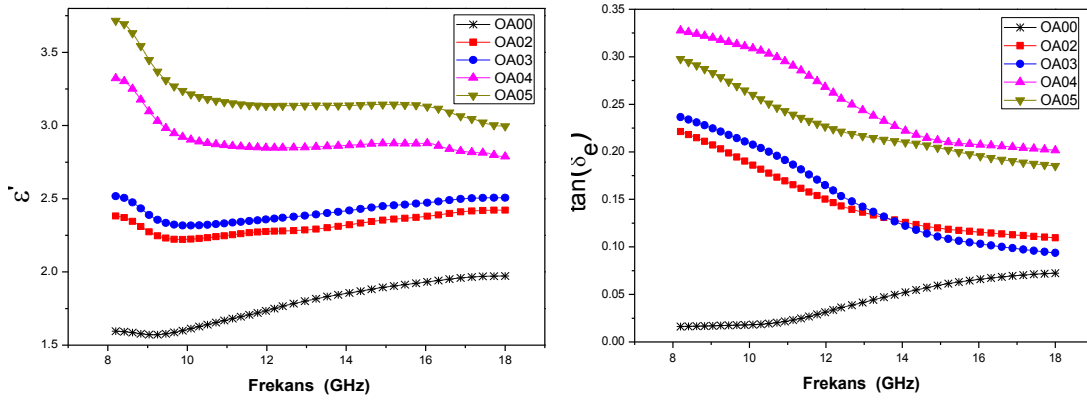 3.5
3.0
2.5
2.0
1.5
ε'
8
10
12
14
16
18
Frekans (GHz)
OA00
OA02
OA03
OA04
OA05
0.35
0.30
0.25
0.20
0.15
0.10
0.05
0.00
tan(δe)
8
10
12
14
16
18
Frekans (GHz)
OA00
OA02
OA03
OA04
OA05